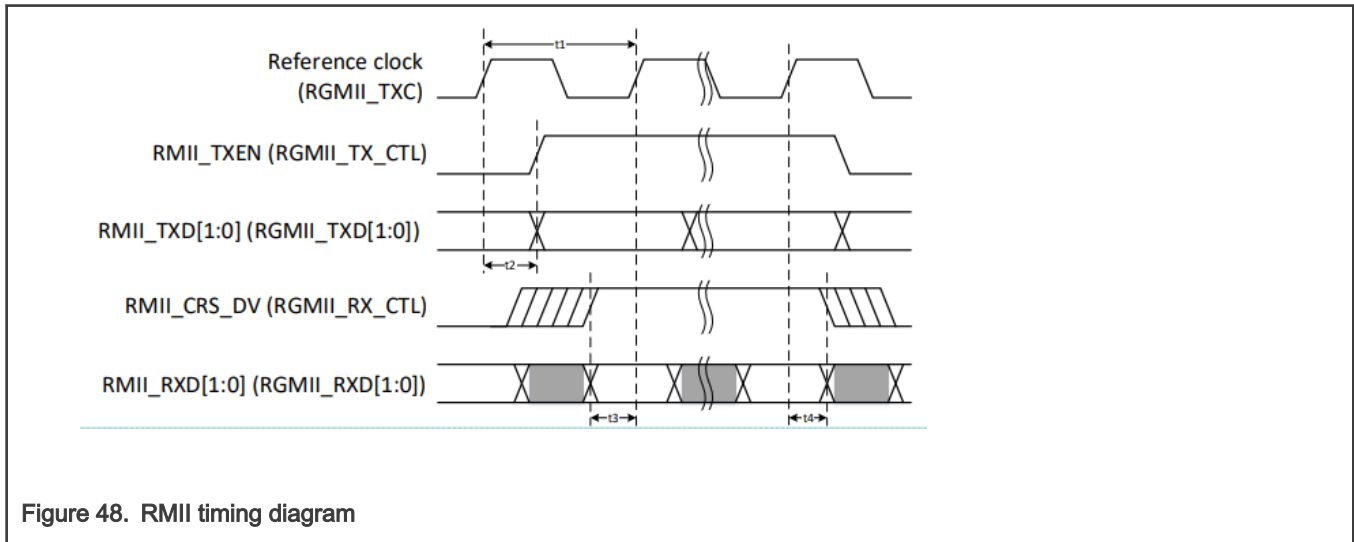 t1
Reference clock
(RGMII_TXC)
RMII_TXEN (RGMII_TX_CTL)
RMII_TXD[1:0] (RGMII_TXD[1:0])
t2
RMII_CRS_DV (RGMII_RX_CTL)
RMII_RXD[1:0] (RGMII_RXD[1:0])
t3 t4
Figure 48. RMII timing diagram